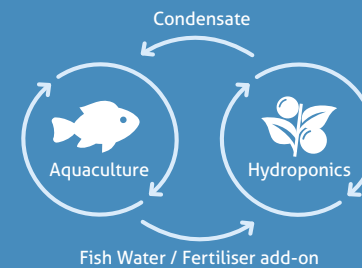 Condensate
Aquaculture
Hydroponics
Fish Water / Fertiliser add-on